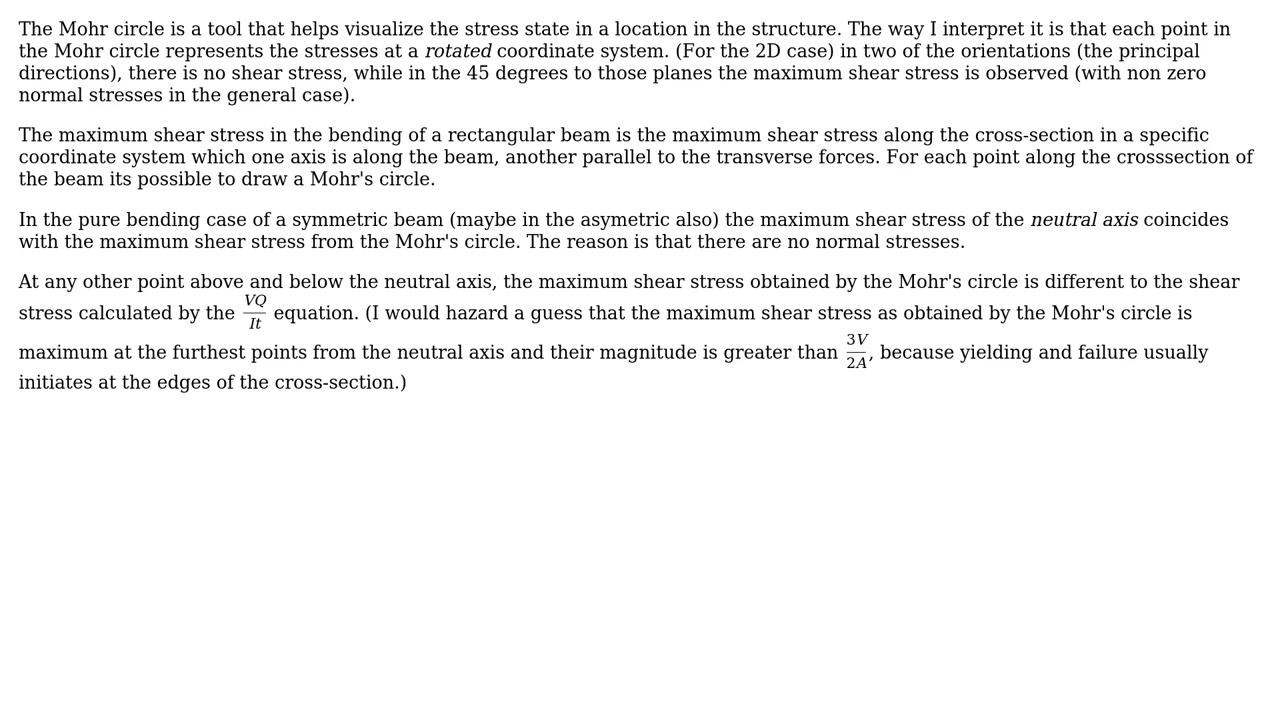 The Mohr circle is a tool that helps visualize the stress state in a location in the structure. The way I interpret it is that each point in
the Mohr circle represents the stresses at a rotated coordinate system. (For the 2D case) in two of the orientations (the principal
directions), there is no shear stress, while in the 45 degrees to those planes the maximum shear stress is observed (with non zero
normal stresses in the general case).
The maximum shear stress in the bending of a rectangular beam is the maximum shear stress along the cross-section in a specific
coordinate system which one axis is along the beam, another parallel to the transverse forces. For each point along the crosssection of
the beam its possible to draw a Mohr's circle.
In the pure bending case of a symmetric beam (maybe in the asymetric also) the maximum shear stress of the neutral axis coincides
with the maximum shear stress from the Mohr's circle. The reason is that there are no normal stresses.
At any other point above and below the neutral axis, the maximum shear stress obtained by the Mohr's circle is different to the shear
stress calculated by the $\frac{VQ}{It}$ equation. (I would hazard a guess that the maximum shear stress as obtained by the Mohr's circle is
maximum at the furthest points from the neutral axis and their magnitude is greater than $\frac{3V}{2A}$, because yielding and failure usually
initiates at the edges of the cross-section.)